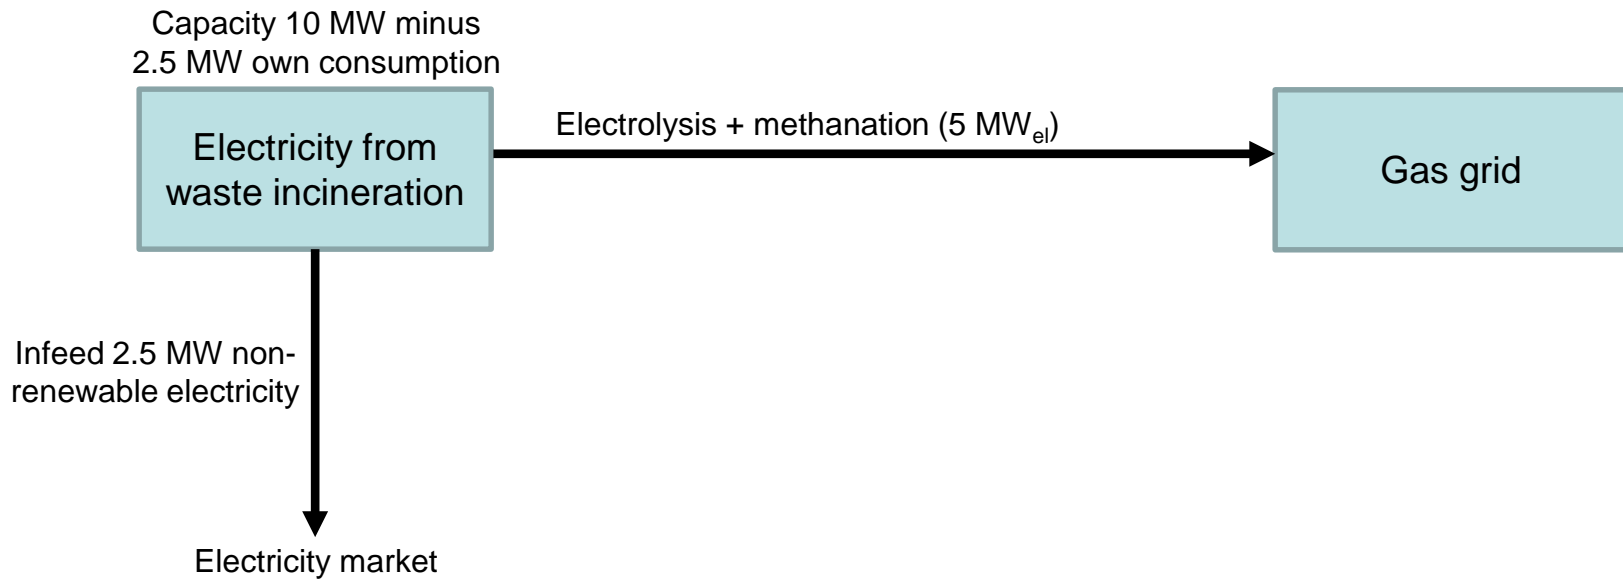 Capacity 10 MW minus
2.5 MW own consumption
Electricity from
waste incineration
Electrolysis + methanation (5 MWel)
Gas grid
Infeed 2.5 MW non-
renewable electricity
Electricity market